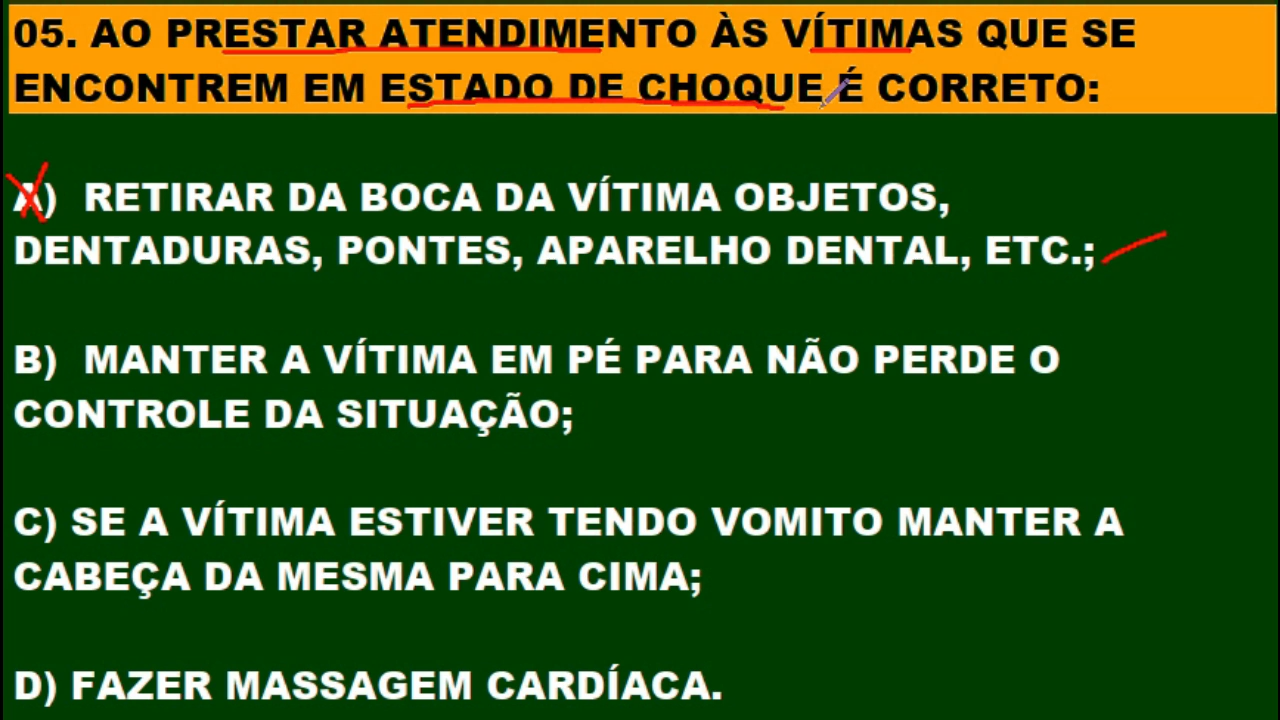 05. AO PRESTAR ATENDIMENTO ÀS VÍTIMAS QUE SE
ENCONTREM EM ESTADO DE CHOQUE É CORRETO:
A) RETIRAR DA BOCA DA VÍTIMA OBJETOS,
DENTADURAS, PONTES, APARELHO DENTAL, ETC.;
B) MANTER A VÍTIMA EM PÉ PARA NÃO PERDE O
CONTROLE DA SITUAÇÃO;
C) SE A VÍTIMA ESTIVER TENDO VOMITO MANTER A
CABEÇA DA MESMA PARA CIMA;
D) FAZER MASSAGEM CARDÍACA.